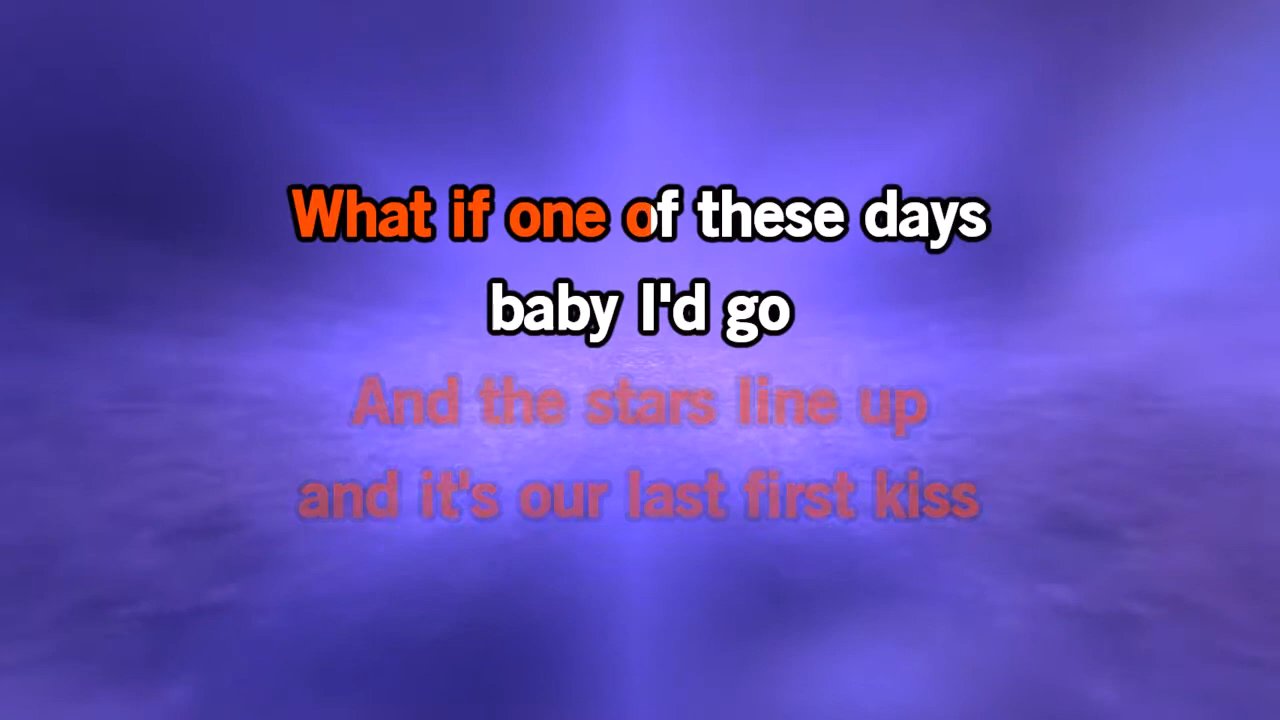 What if one of these days
baby I'd go
And the stars line up
and it's our last first kiss